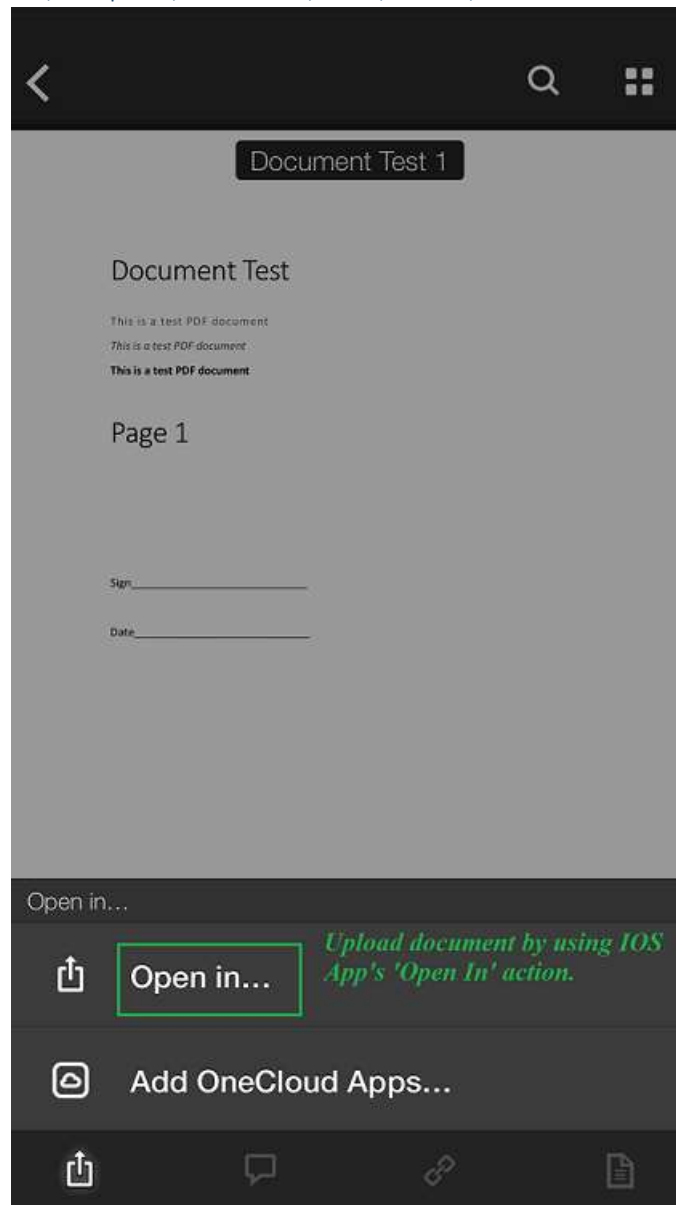 Document Test 1
Document Test
This is a test PDF document
This is a test PDF document
This is a test PDF document
Page 1
Sign
Date
Open in...
Upload document by using IOS
Open in...
App's 'Open In' action.
Add OneCloud Apps...